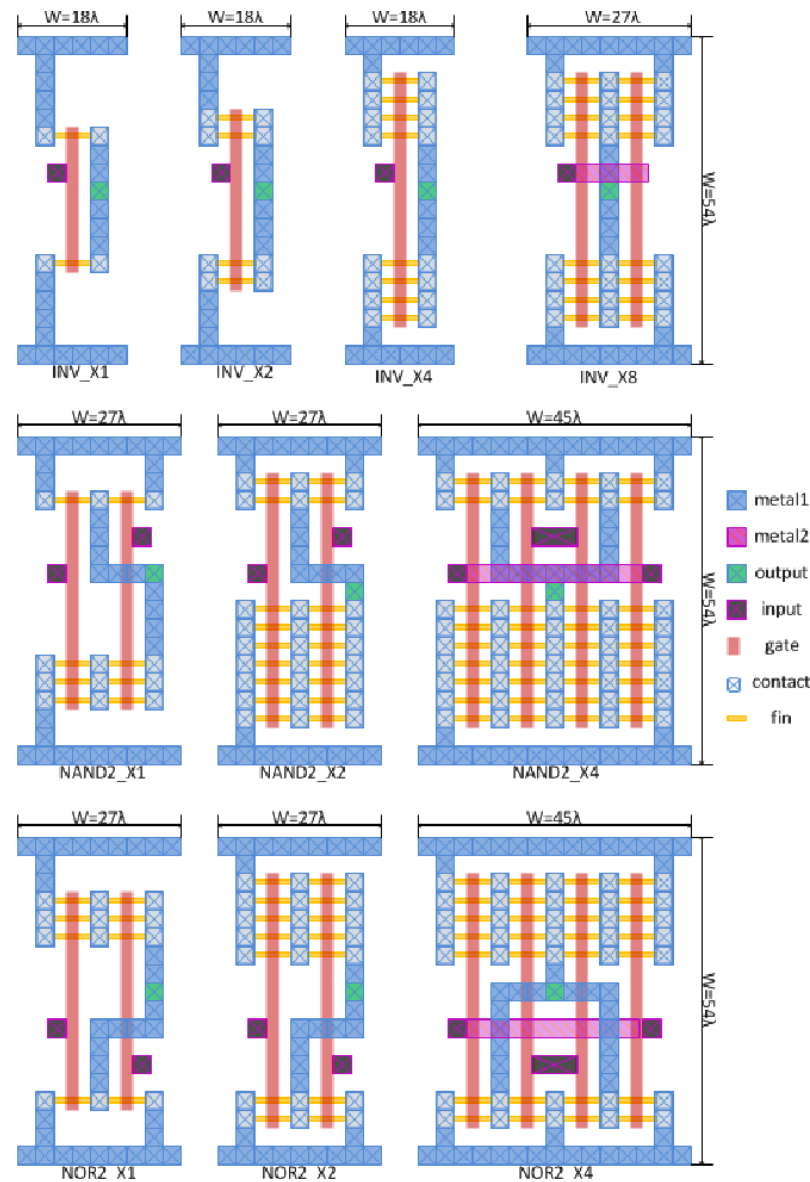 W=18λ W=18λ W=18λ W=27λ
W=54λ
INV_X1 INV_X2 INV_X4 INV_X8
W=27λ W=27λ W=45λ
W=54λ
metal1
metal2
output
input
gate
contact
fin
NAND2_X1 NAND2_X2 NAND2_X4
W=27λ W=27λ W=45λ
W=54λ
NOR2_X1 NOR2_X2 NOR2_X4